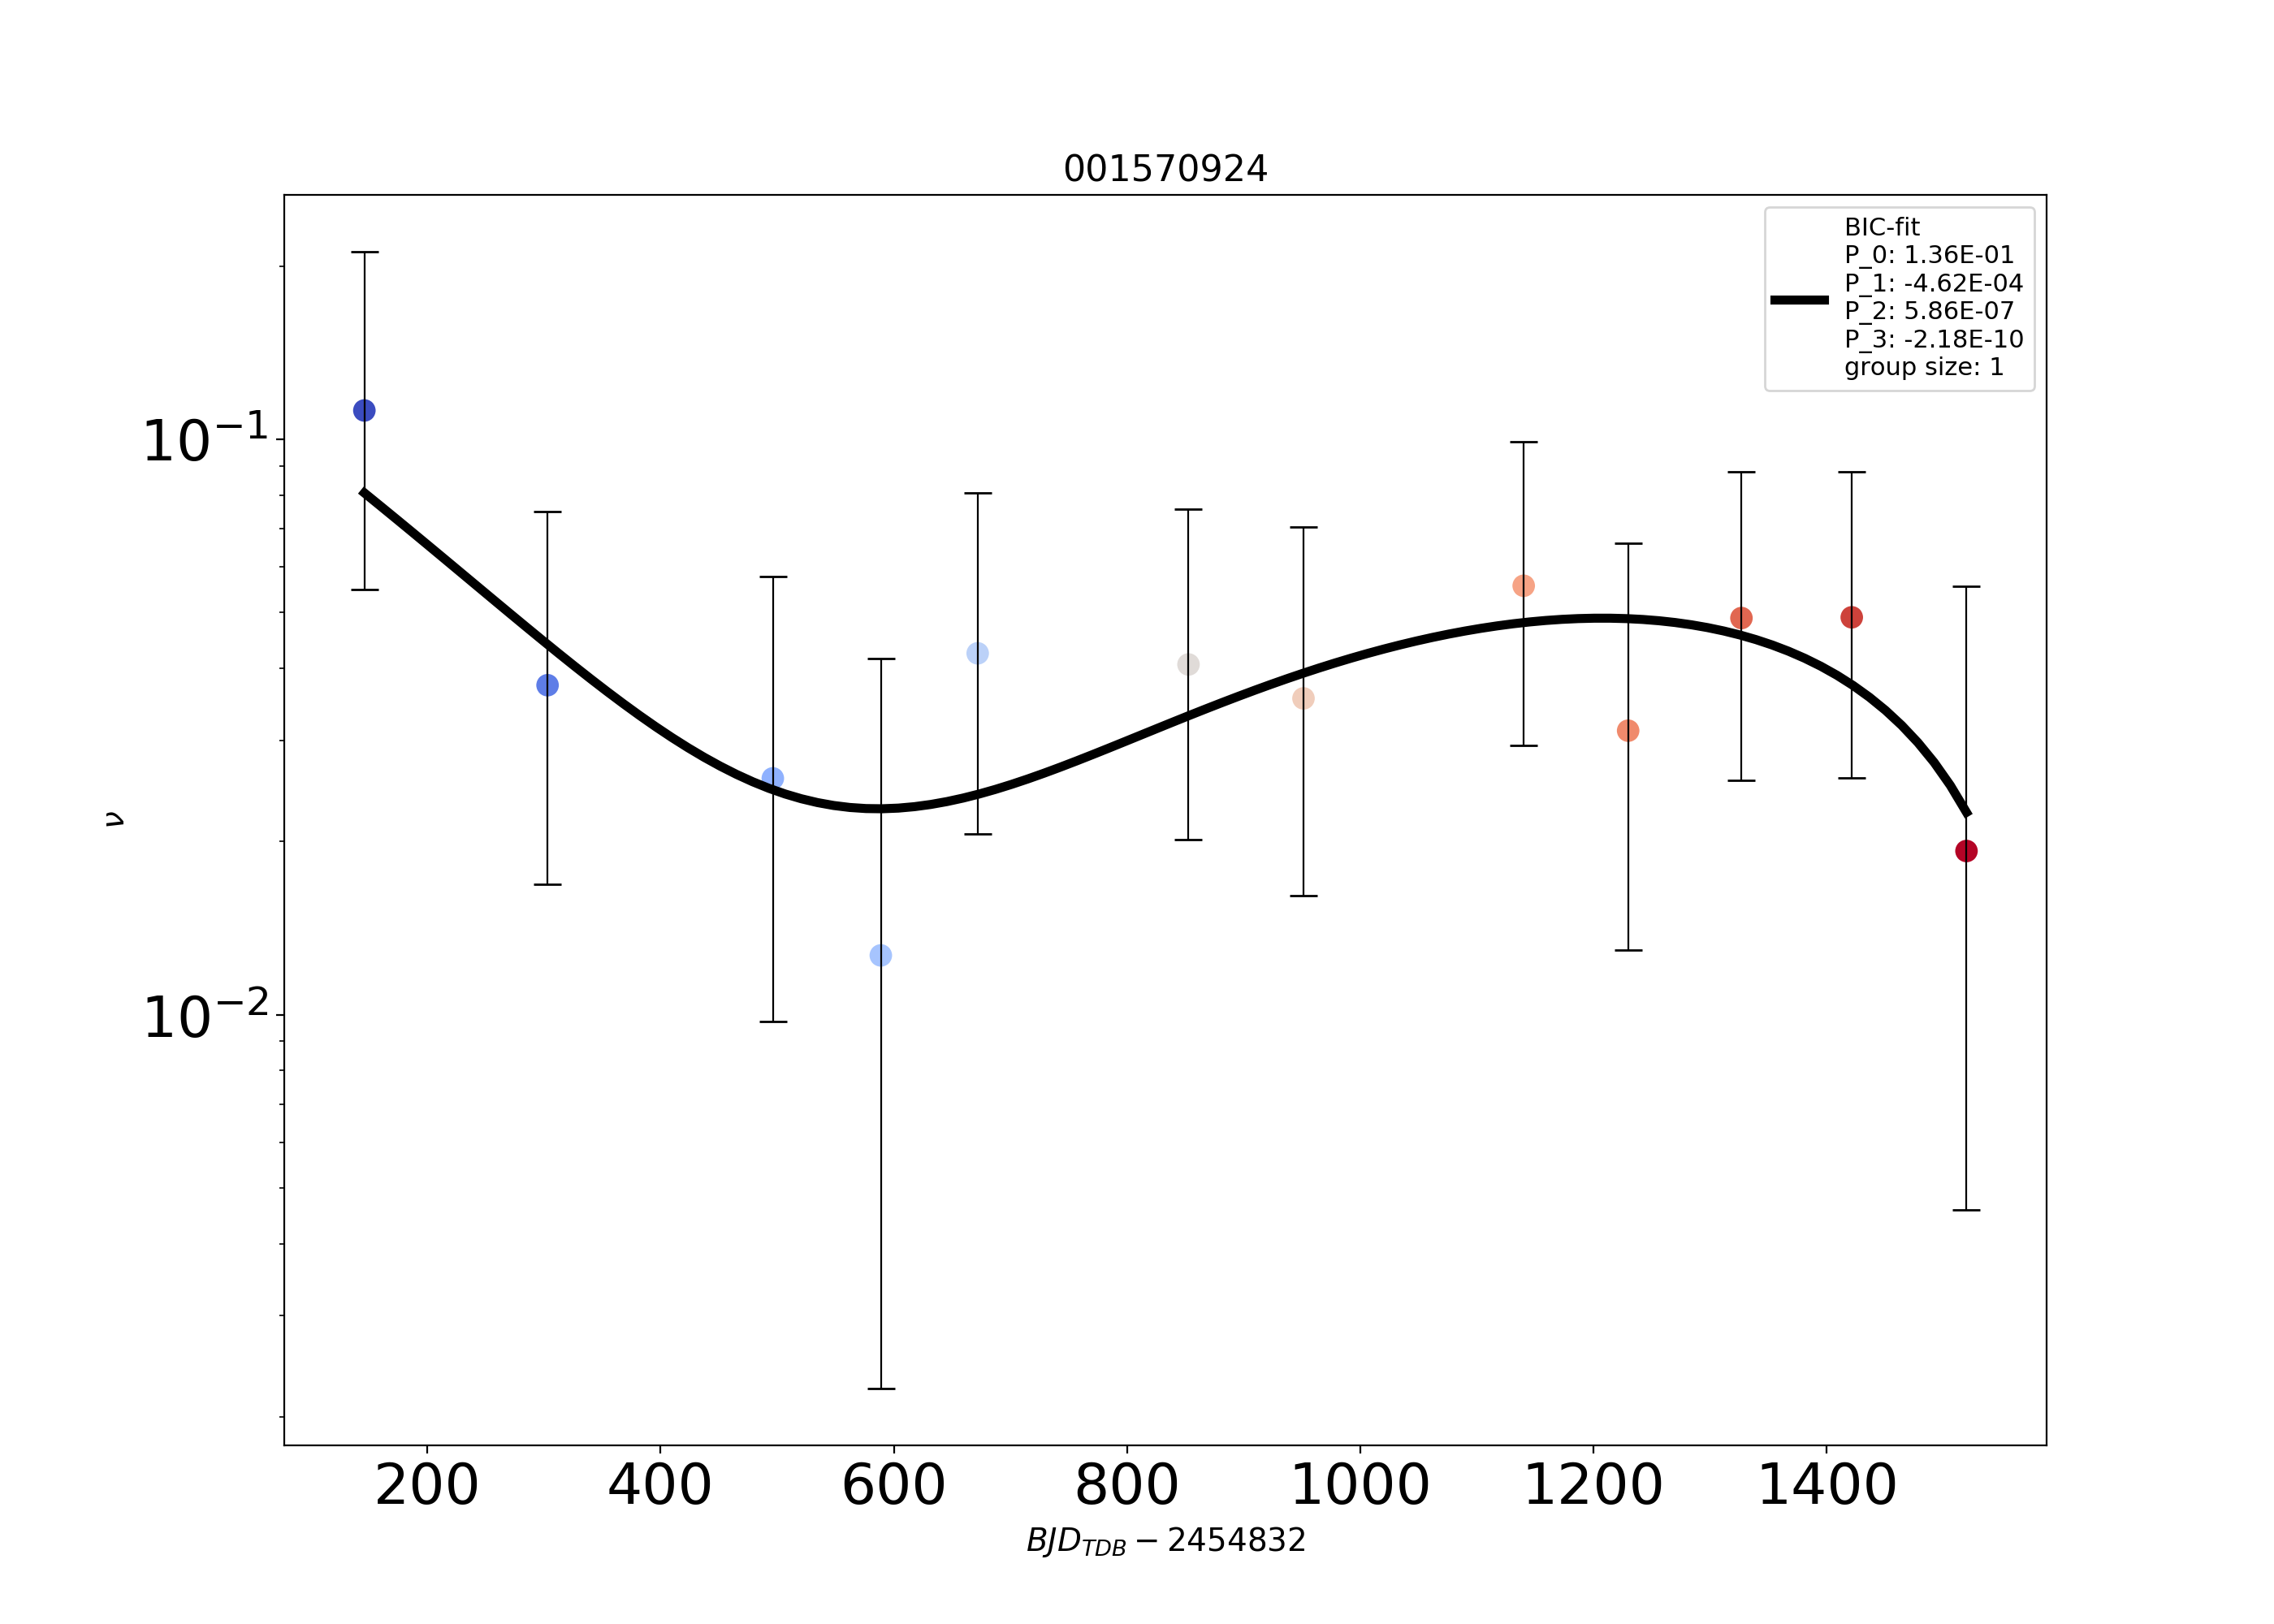 001570924
BIC-fit
P_0: 1.36E-01
P_1: -4.62E-04
P_2: 5.86E-07
P_3: -2.18E-10
group size: 1
10⁻¹
10⁻²
ν
200 400 600 800 1000 1200 1400
BJD_TDB − 2454832